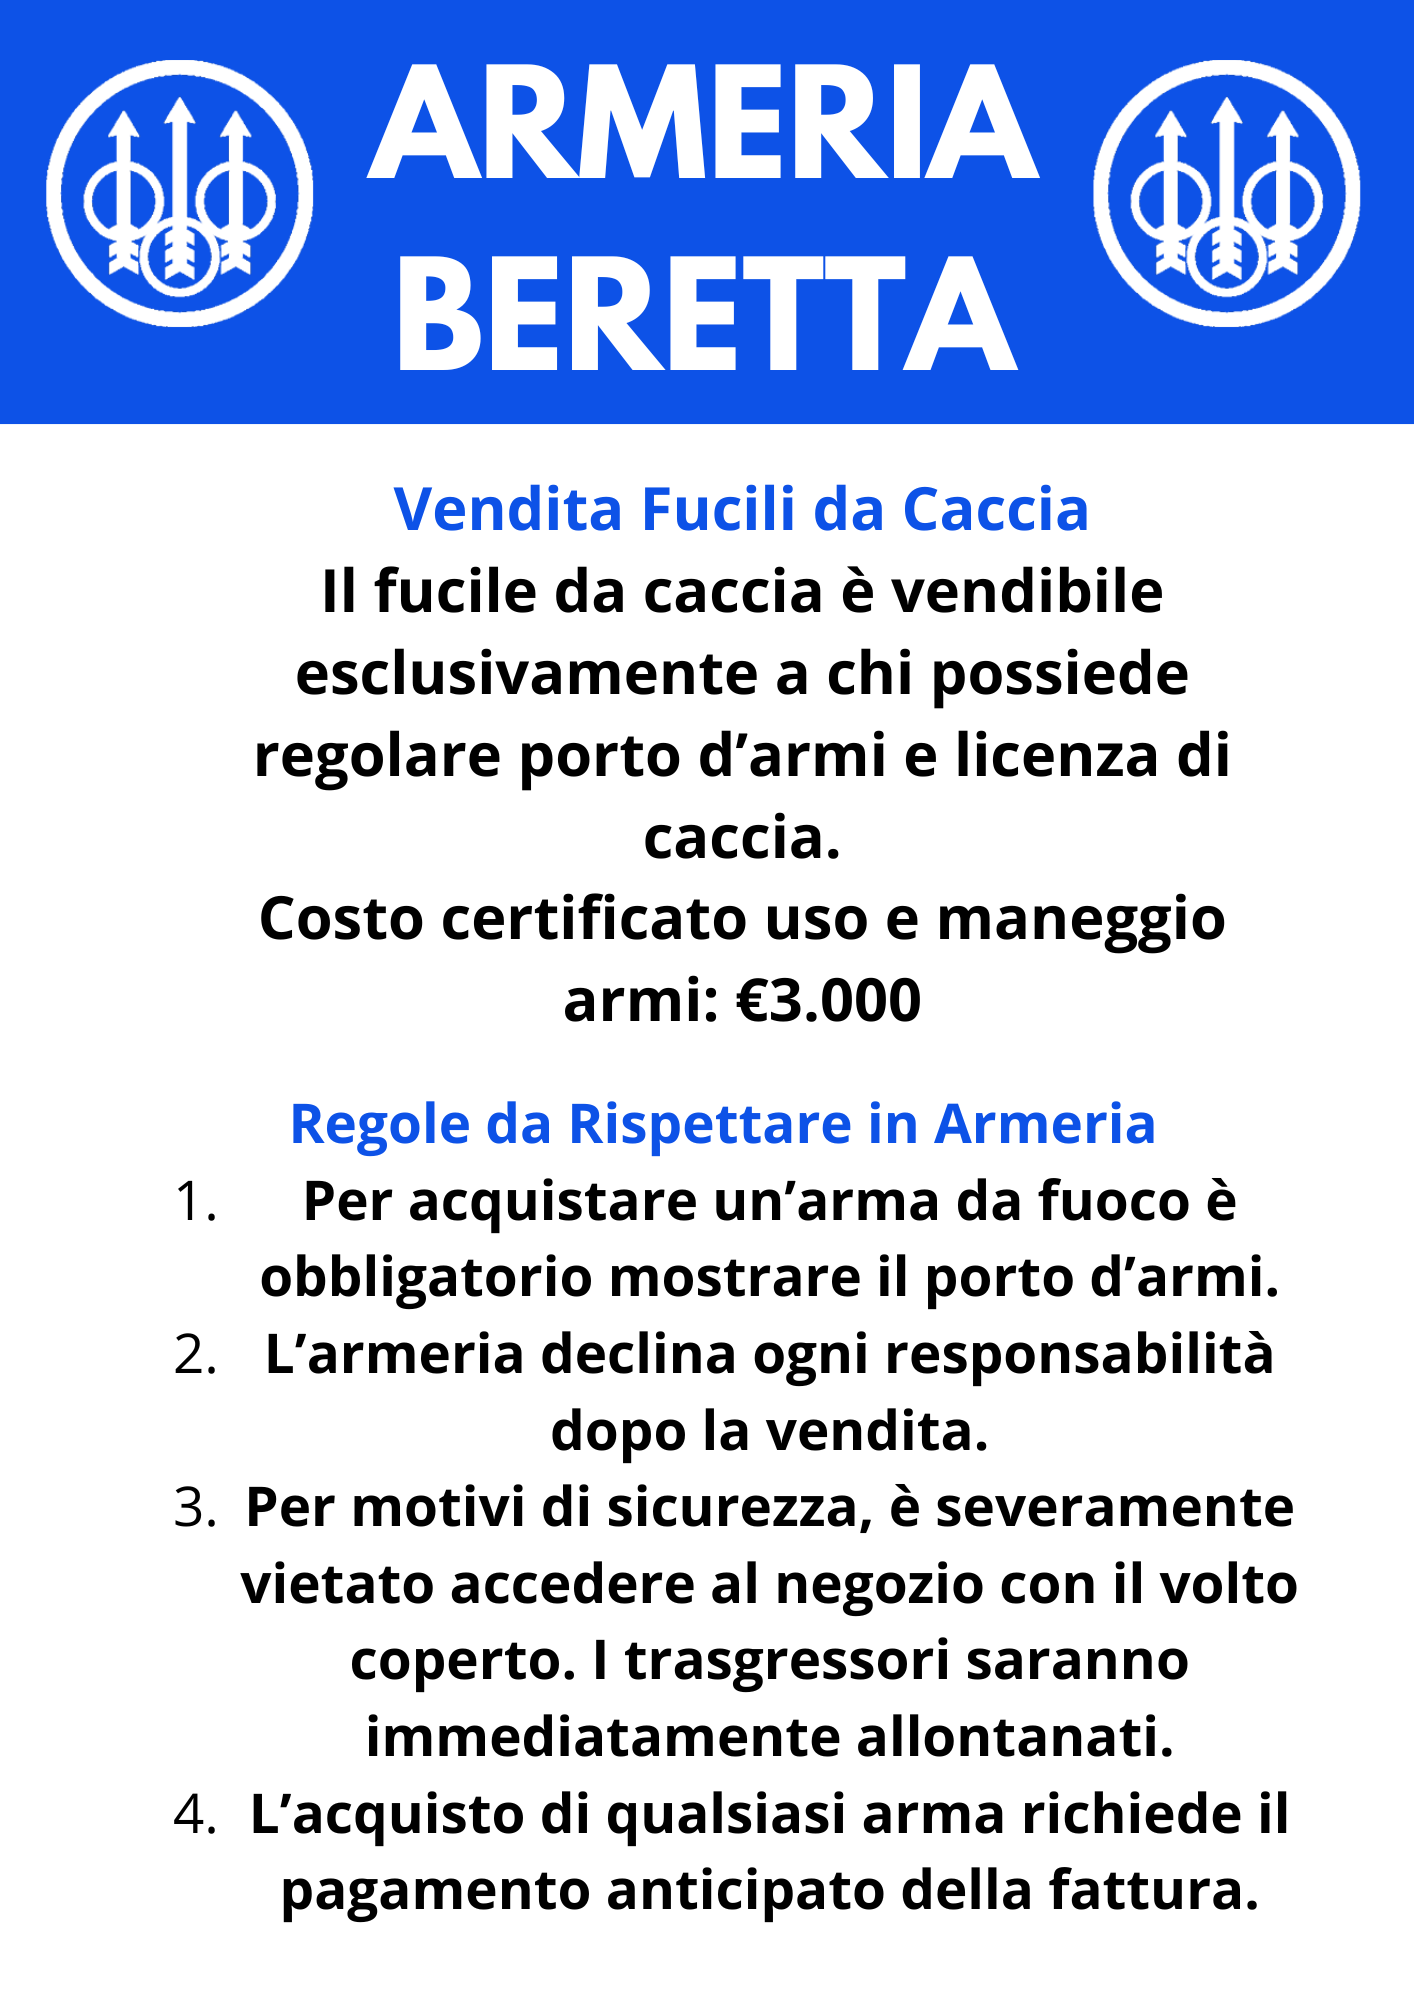 ARMERIA
BERETTA
Vendita Fucili da Caccia
Il fucile da caccia è vendibile
esclusivamente a chi possiede
regolare porto d’armi e licenza di
caccia.
Costo certificato uso e maneggio
armi: €3.000
Regole da Rispettare in Armeria
1. Per acquistare un’arma da fuoco è
obbligatorio mostrare il porto d’armi.
2. L’armeria declina ogni responsabilità
dopo la vendita.
3. Per motivi di sicurezza, è severamente
vietato accedere al negozio con il volto
coperto. I trasgressori saranno
immediatamente allontanati.
4. L’acquisto di qualsiasi arma richiede il
pagamento anticipato della fattura.